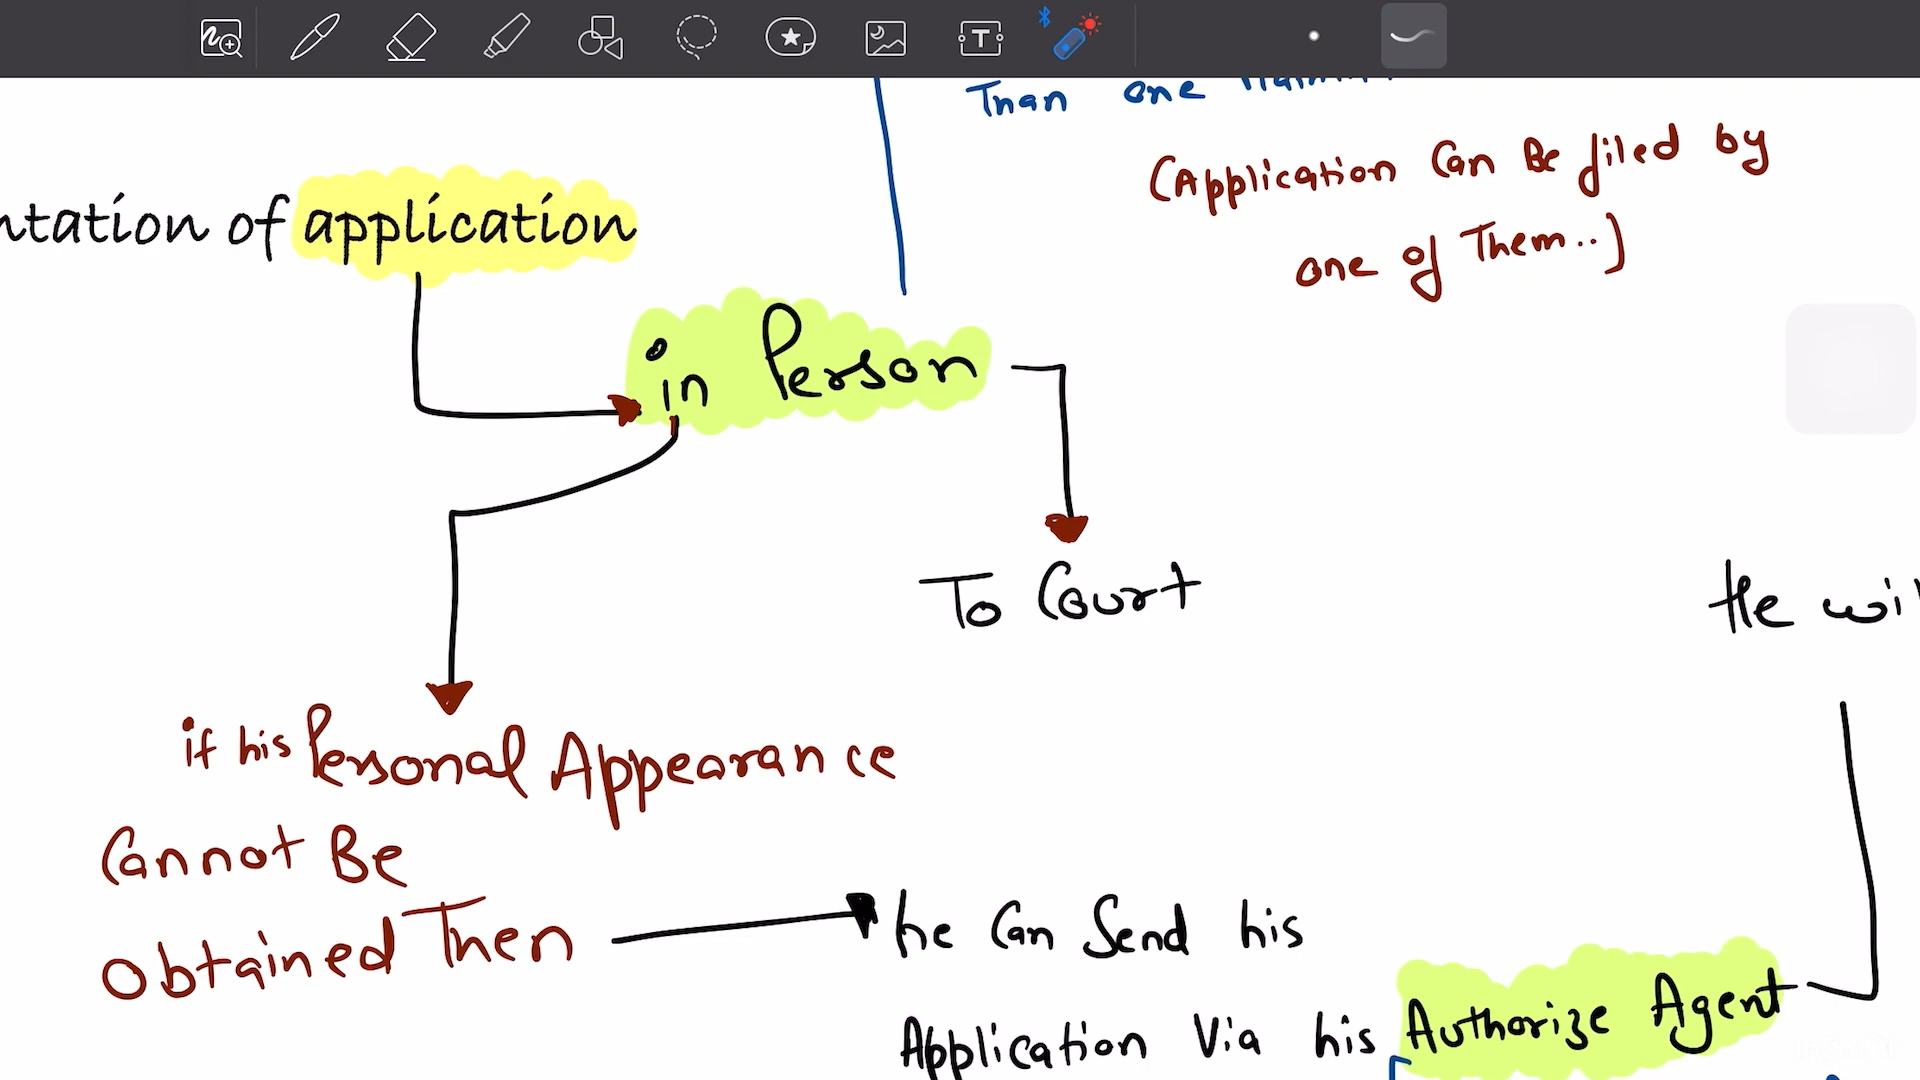 Than one
(Application Can Be filed by
one of Them..)
ntation of application
in Person
To Court
He wi
if his Personal Appearance
Cannot Be
obtained Then
he Can Send his
Application Via his Authorize Agent